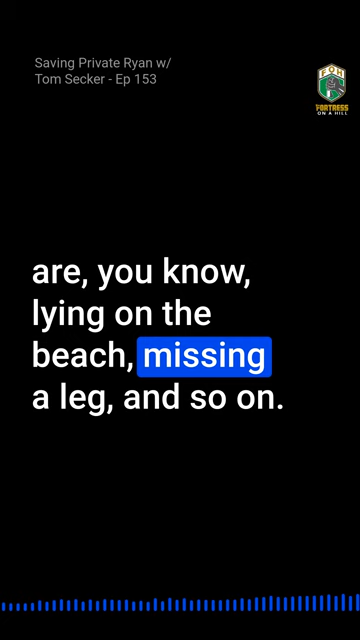 Saving Private Ryan w/
Tom Secker - Ep 153
FOH
FORTRESS
ON A HILL
are, you know,
lying on the
beach, missing
a leg, and so on.